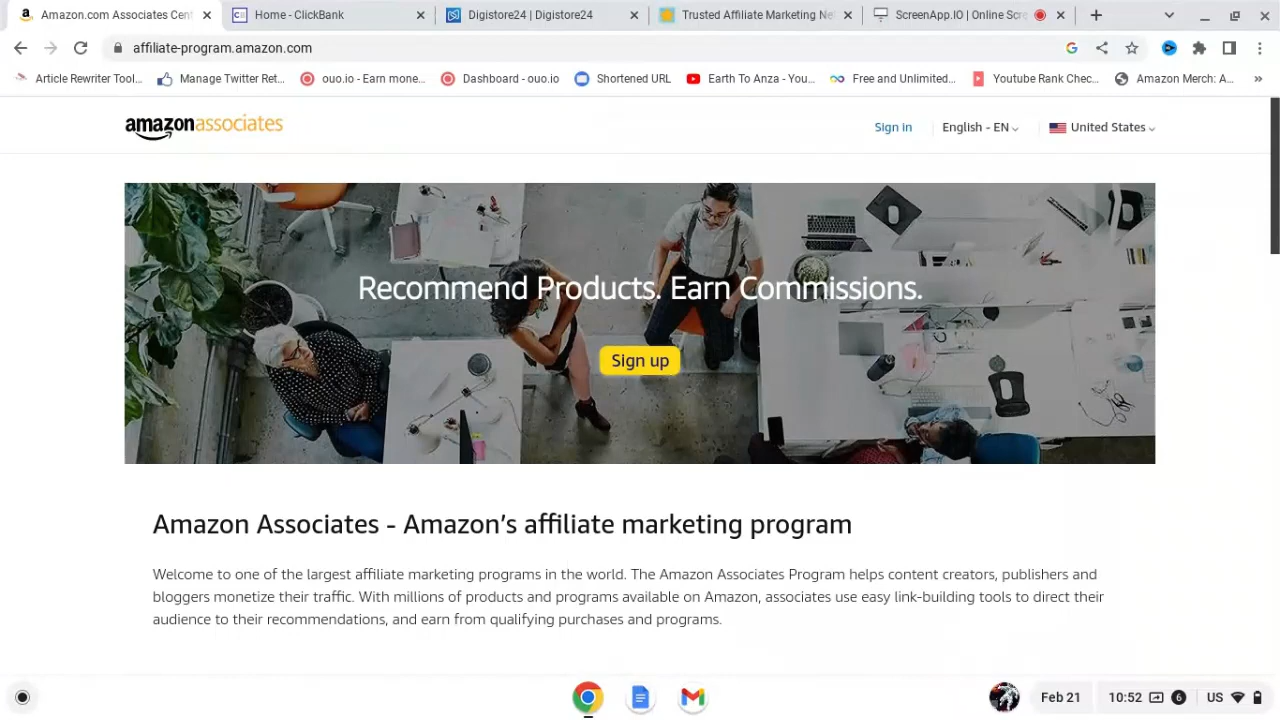 Amazon.com Associates Cent
Home - ClickBank
Digistore24 | Digistore24
Trusted Affiliate Marketing Ne
ScreenApp.IO | Online Scre
affiliate-program.amazon.com
Article Rewriter Tool...
Manage Twitter Ret...
ouo.io - Earn mone...
Dashboard - ouo.io
Shortened URL
Earth To Anza - You...
Free and Unlimited...
Youtube Rank Chec...
Amazon Merch: A...
amazonassociates
Sign in
English - EN
United States
Recommend Products. Earn Commissions.
Sign up
Amazon Associates - Amazon's affiliate marketing program
Welcome to one of the largest affiliate marketing programs in the world. The Amazon Associates Program helps content creators, publishers and
bloggers monetize their traffic. With millions of products and programs available on Amazon, associates use easy link-building tools to direct their
audience to their recommendations, and earn from qualifying purchases and programs.
Feb 21
10:52
6
US